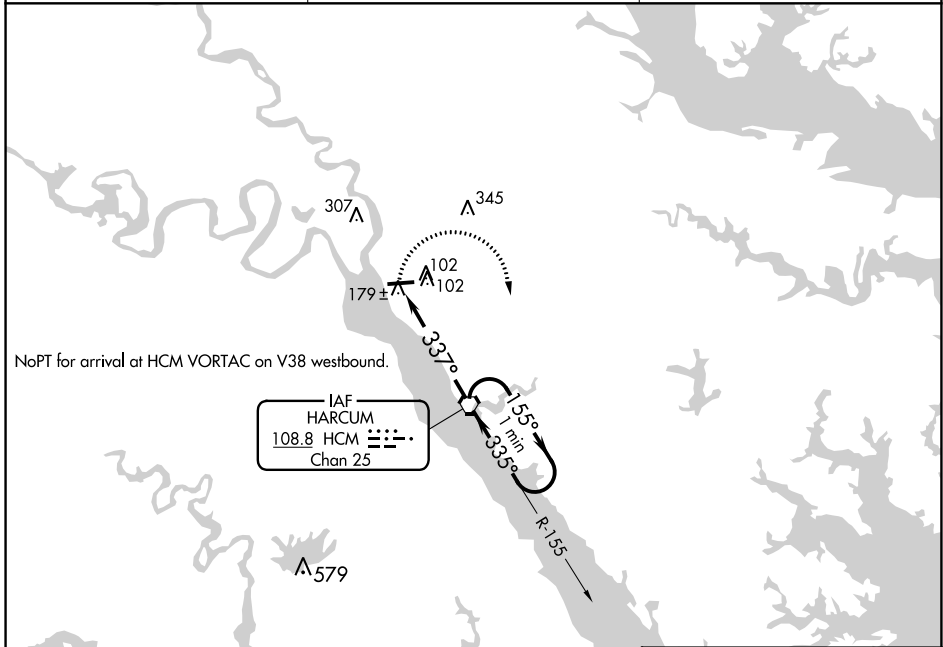 307
345
102
102
179 ±
337°
NoPT for arrival at HCM VORTAC on V38 westbound.
IAF
HARCUM
108.8 HCM
Chan 25
155°
1 min
335°
R-155
579